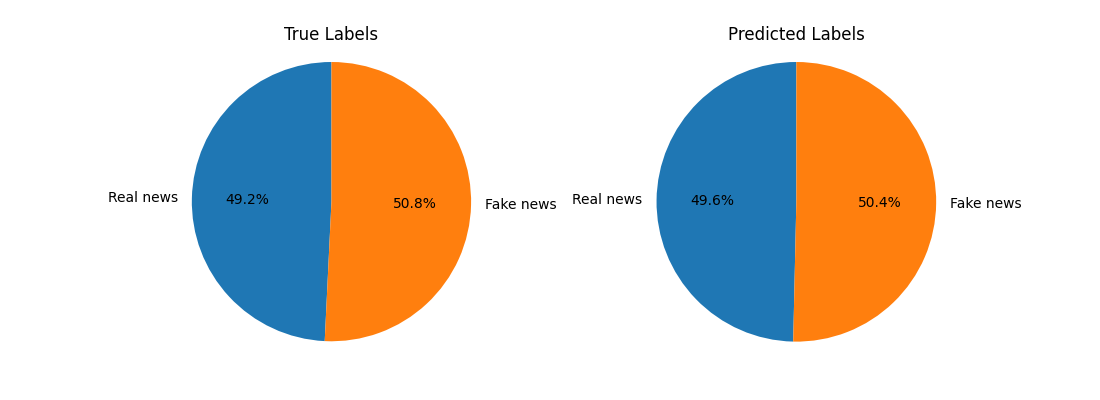 True Labels
Real news
49.2%
50.8%
Fake news
Predicted Labels
Real news
49.6%
50.4%
Fake news